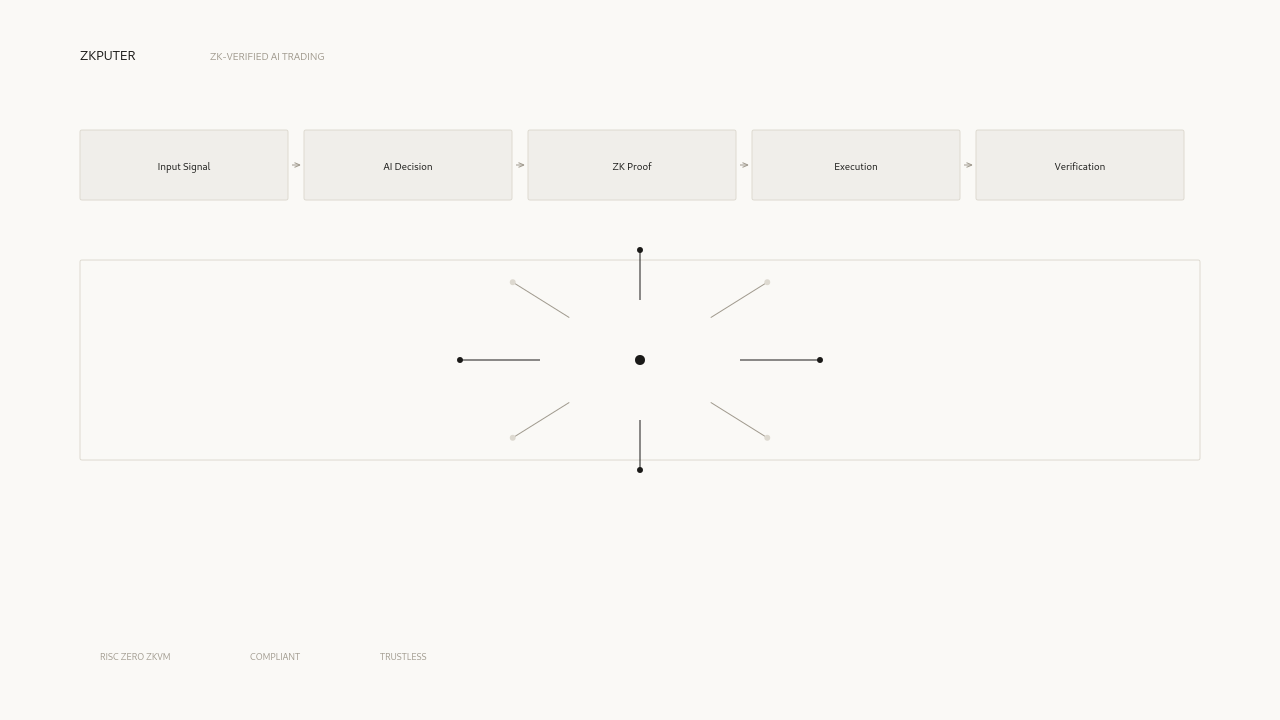 ZKPUTER
ZK-VERIFIED AI TRADING
Input Signal
AI Decision
ZK Proof
Execution
Verification
RISC ZERO ZKVM
COMPLIANT
TRUSTLESS